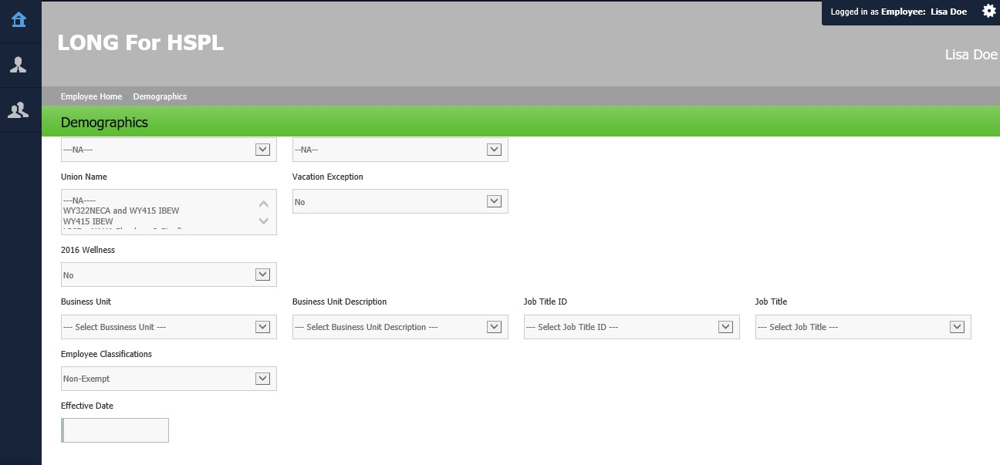 Logged in as Employee: Lisa Doe
LONG For HSPL
Lisa Doe
Employee Home Demographics
Demographics
---NA---
--NA--
Union Name
Vacation Exception
---NA----
WY322NECA and WY415 IBEW
WY415 IBEW
No
2016 Wellness
No
Business Unit
Business Unit Description
Job Title ID
Job Title
--- Select Bussiness Unit ---
--- Select Business Unit Description ---
--- Select Job Title ID ---
--- Select Job Title ---
Employee Classifications
Non-Exempt
Effective Date